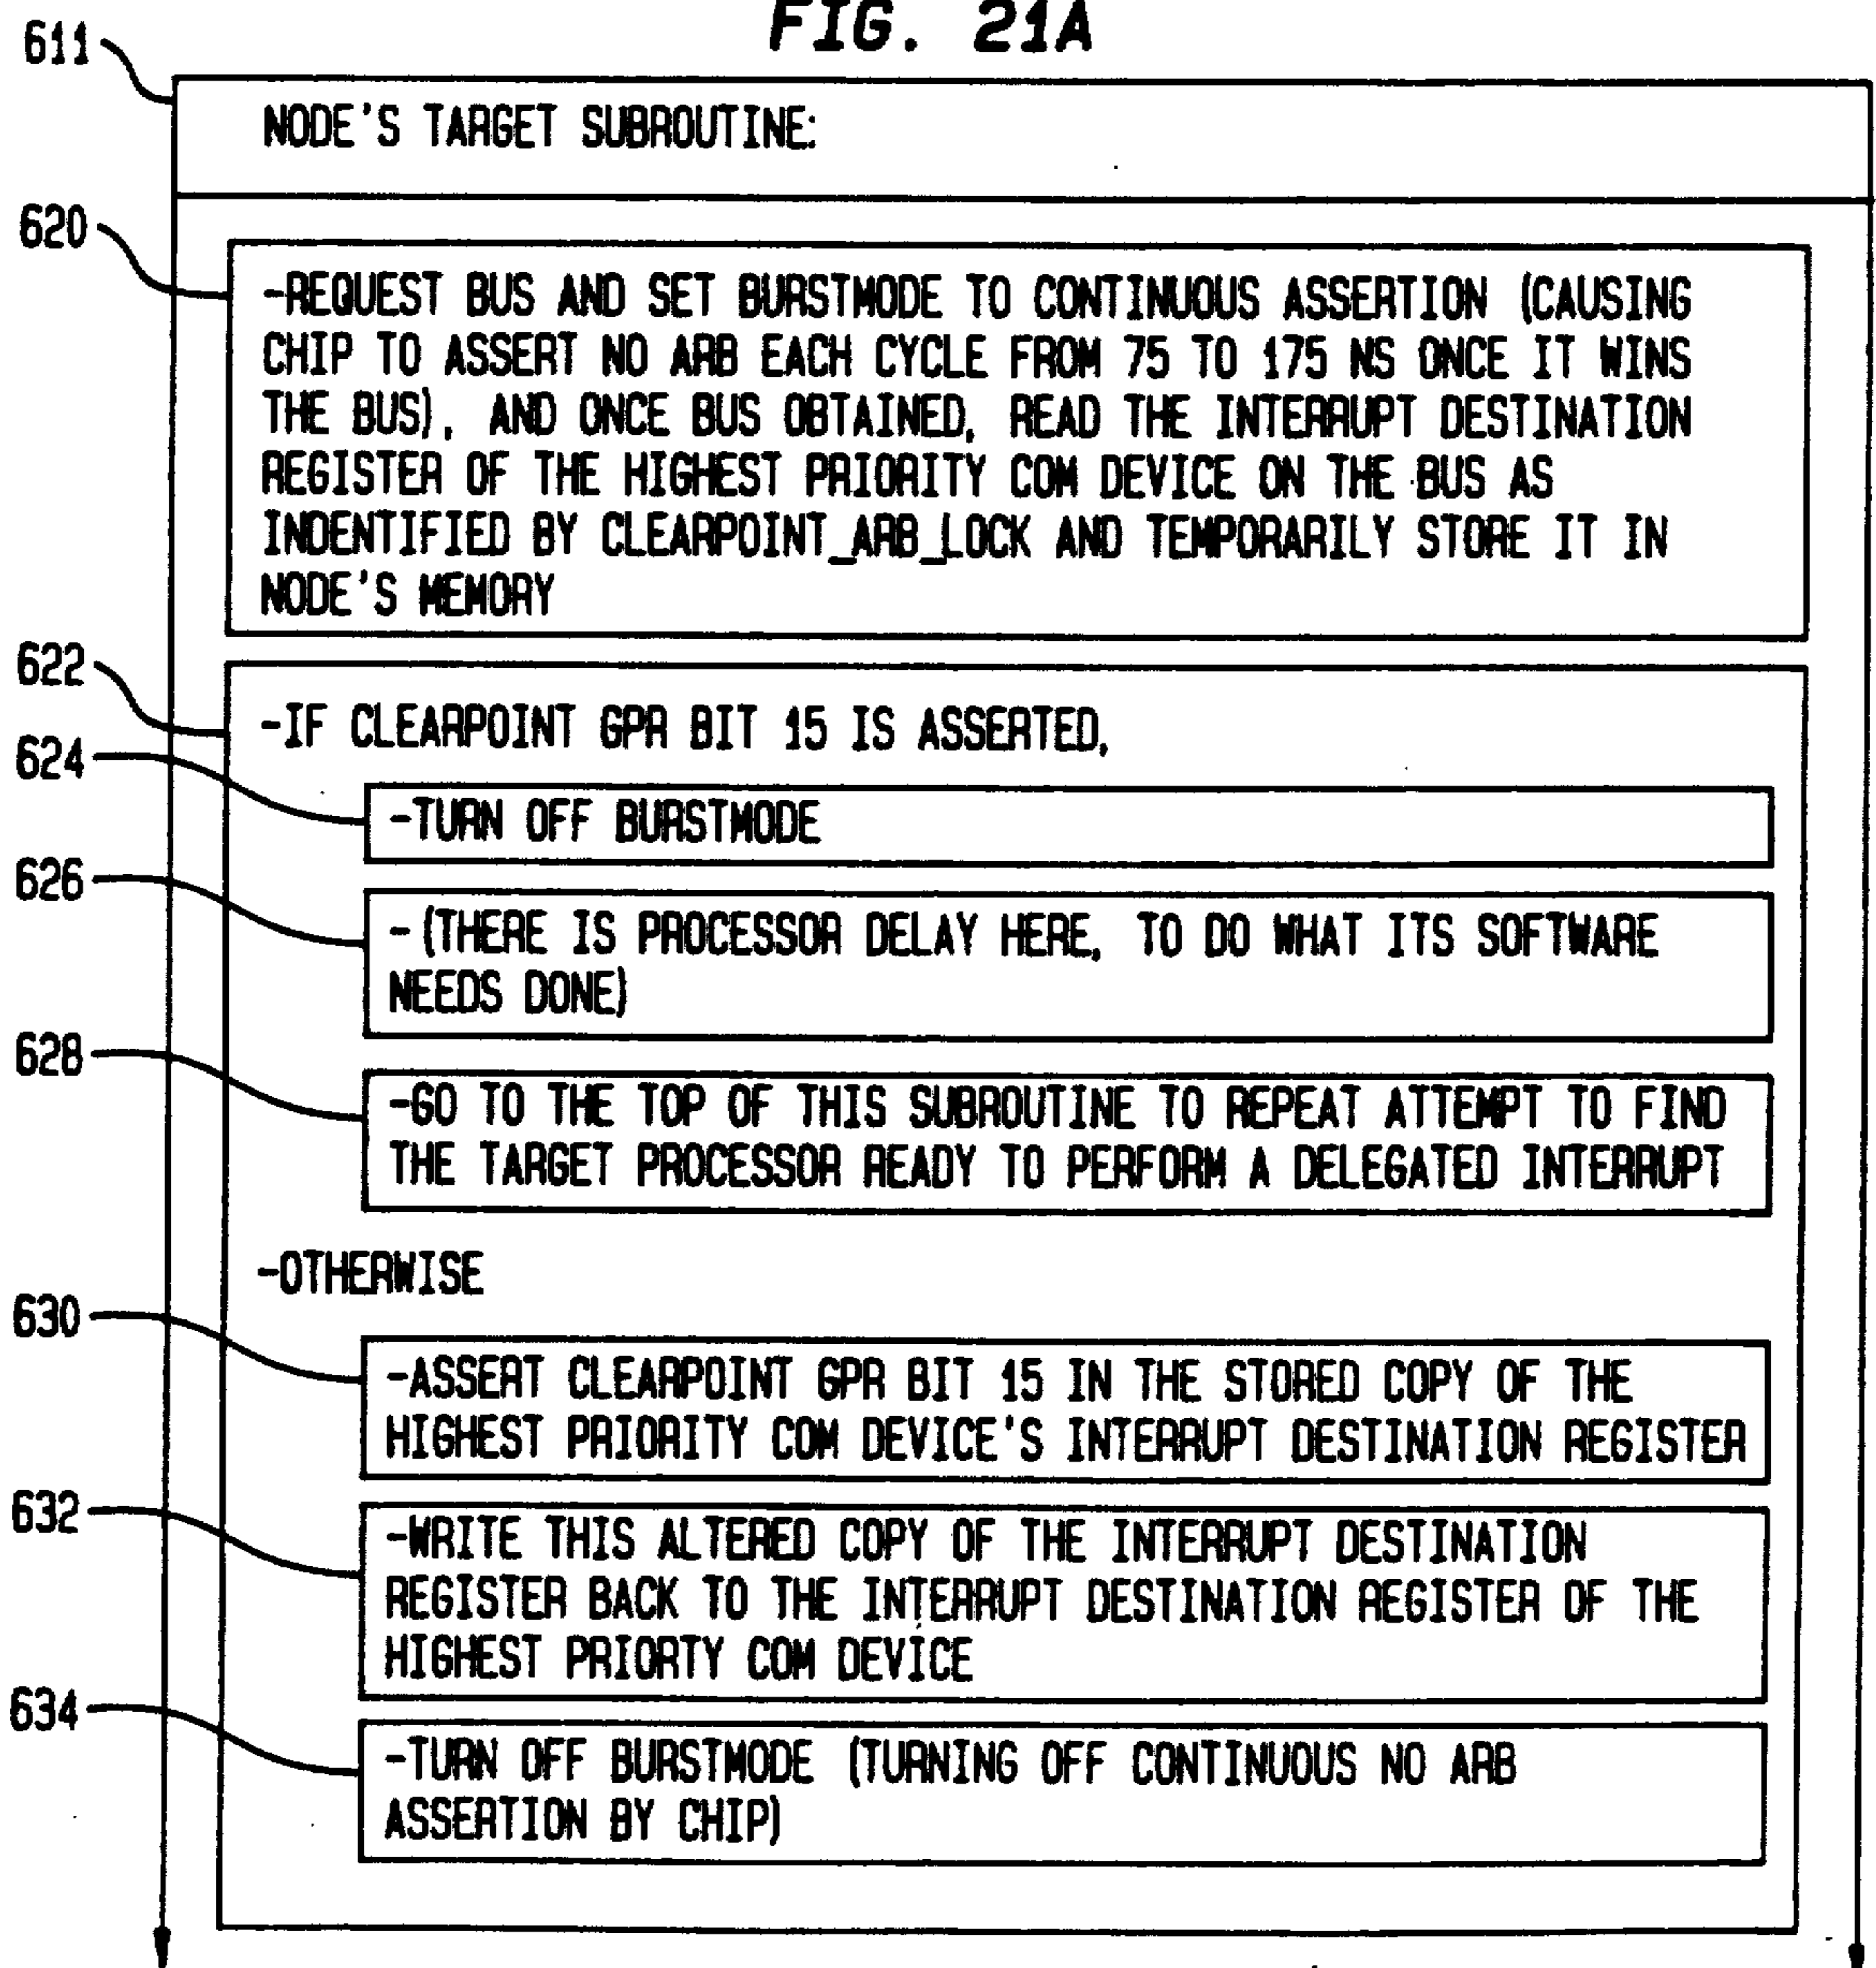 FIG. 21A
611
NODE'S TARGET SUBROUTINE:
620
-REQUEST BUS AND SET BURSTMODE TO CONTINUOUS ASSERTION (CAUSING
CHIP TO ASSERT NO ARB EACH CYCLE FROM 75 TO 175 NS ONCE IT WINS
THE BUS), AND ONCE BUS OBTAINED, READ THE INTERRUPT DESTINATION
REGISTER OF THE HIGHEST PRIORITY COM DEVICE ON THE BUS AS
INDENTIFIED BY CLEARPOINT_ARB_LOCK AND TEMPORARILY STORE IT IN
NODE'S MEMORY
622
-IF CLEARPOINT GPR BIT 15 IS ASSERTED,
624
-TURN OFF BURSTMODE
626
-(THERE IS PROCESSOR DELAY HERE, TO DO WHAT ITS SOFTWARE
NEEDS DONE)
628
-GO TO THE TOP OF THIS SUBROUTINE TO REPEAT ATTEMPT TO FIND
THE TARGET PROCESSOR READY TO PERFORM A DELEGATED INTERRUPT
-OTHERWISE
630
-ASSERT CLEARPOINT GPR BIT 15 IN THE STORED COPY OF THE
HIGHEST PRIORITY COM DEVICE'S INTERRUPT DESTINATION REGISTER
632
-WRITE THIS ALTERED COPY OF THE INTERRUPT DESTINATION
REGISTER BACK TO THE INTERRUPT DESTINATION REGISTER OF THE
HIGHEST PRIORTY COM DEVICE
634
-TURN OFF BURSTMODE (TURNING OFF CONTINUOUS NO ARB
ASSERTION BY CHIP)